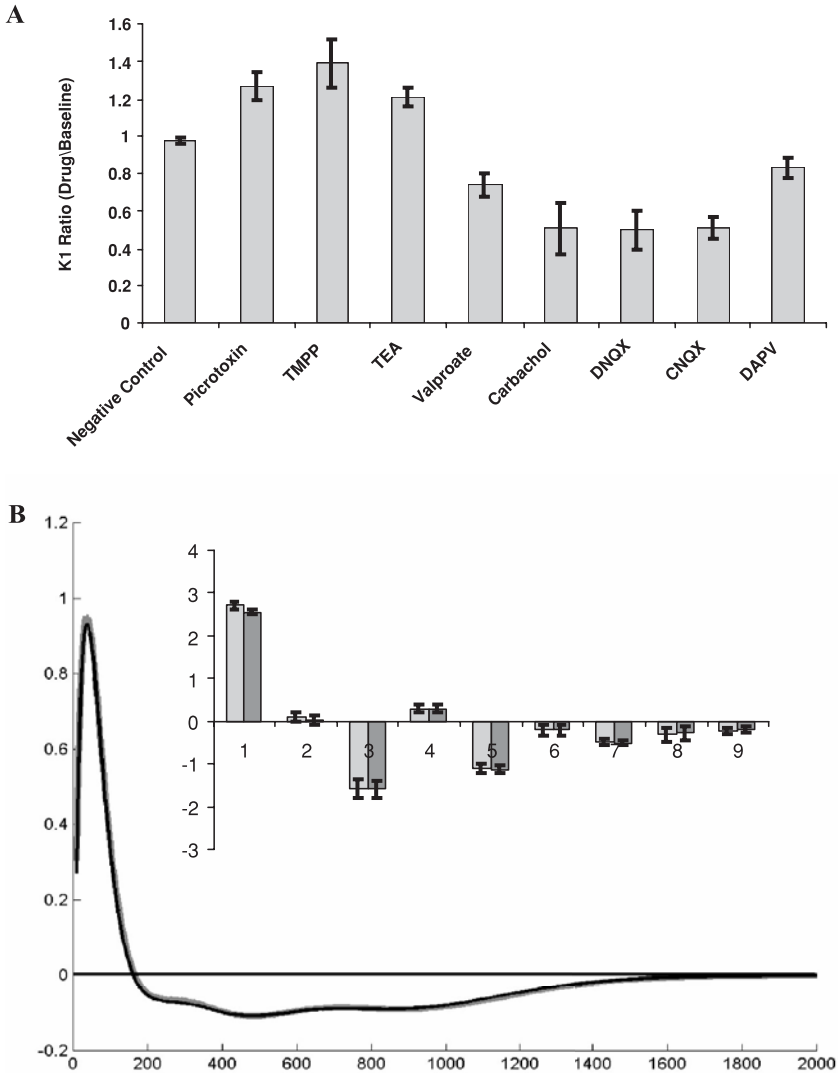 A
K1 Ratio (Drug\Baseline)
1.6
1.4
1.2
1
0.8
0.6
0.4
0.2
0
Negative Control
Picrotoxin
TMPP
TEA
Valproate
Carbachol
DNQX
CNQX
DAPV
B
1.2
1
0.8
0.6
0.4
0.2
0
-0.2
4
3
2
1
0
-1
-2
-3
1 2 3 4 5 6 7 8 9
0 200 400 600 800 1000 1200 1400 1600 1800 2000